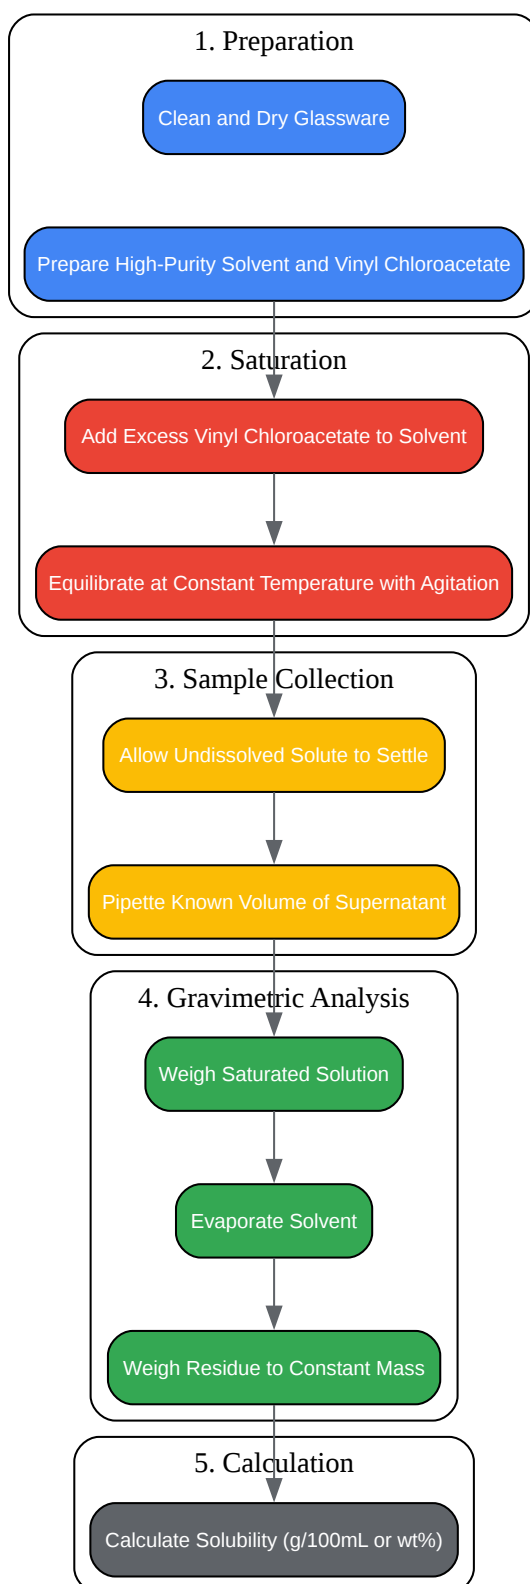 1. Preparation
Clean and Dry Glassware
Prepare High-Purity Solvent and Vinyl Chloroacetate
2. Saturation
Add Excess Vinyl Chloroacetate to Solvent
Equilibrate at Constant Temperature with Agitation
3. Sample Collection
Allow Undissolved Solute to Settle
Pipette Known Volume of Supernatant
4. Gravimetric Analysis
Weigh Saturated Solution
Evaporate Solvent
Weigh Residue to Constant Mass
5. Calculation
Calculate Solubility (g/100mL or wt%)